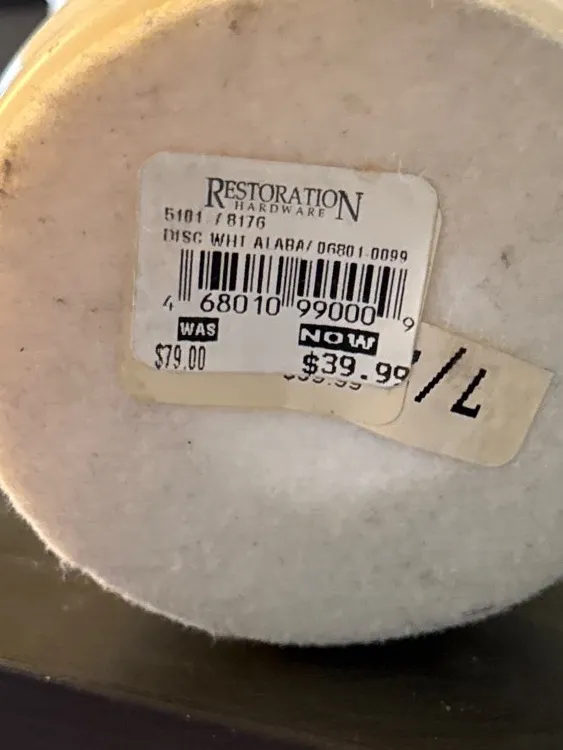 RESTORATION
HARDWARE
5101 / 8176
DISC WHT ALABA/ 06801-0099
4 68010 99000 9
WAS NOW
$79.00 $39.99